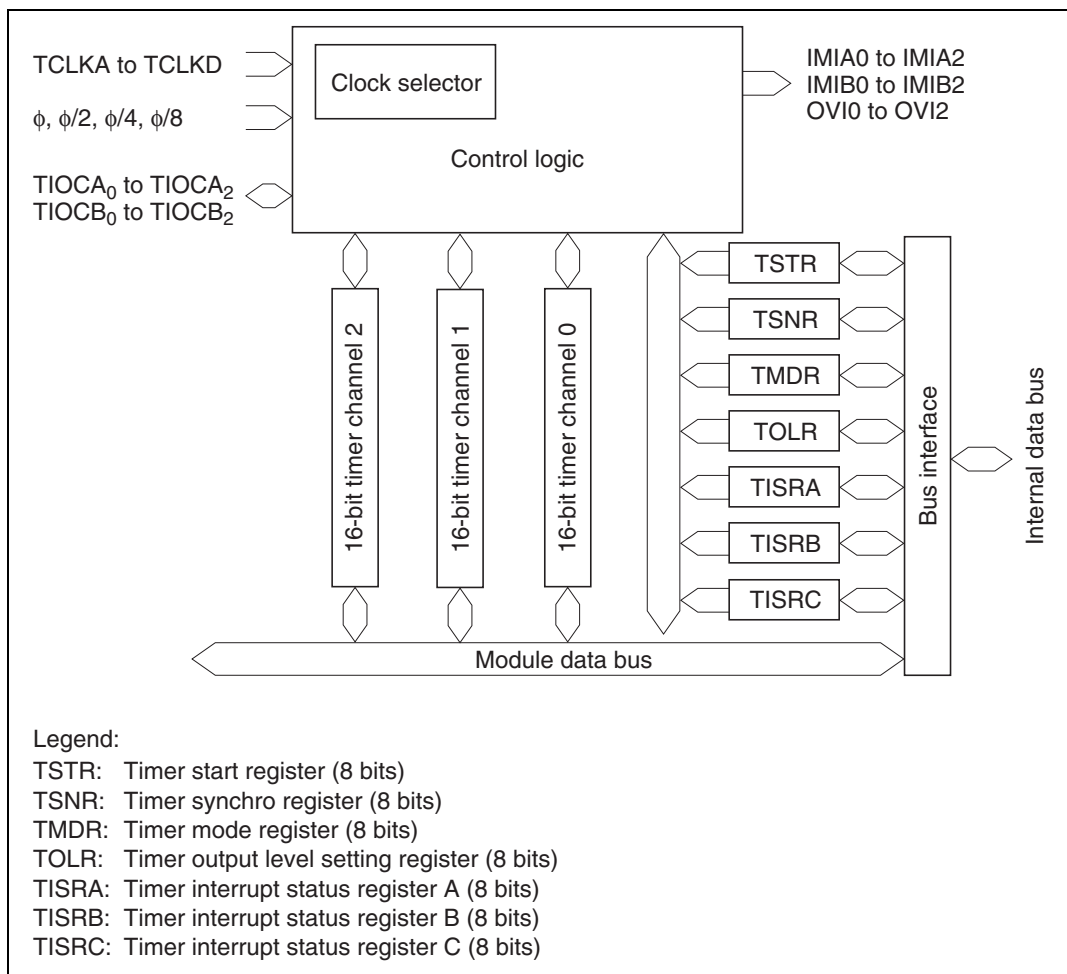 TCLKA to TCLKD
ϕ, ϕ/2, ϕ/4, ϕ/8
TIOCA₀ to TIOCA₂
TIOCB₀ to TIOCB₂
Clock selector
Control logic
IMIA0 to IMIA2
IMIB0 to IMIB2
OVI0 to OVI2
16-bit timer channel 2
16-bit timer channel 1
16-bit timer channel 0
TSTR
TSNR
TMDR
TOLR
TISRA
TISRB
TISRC
Bus interface
Internal data bus
Module data bus
Legend:
TSTR: Timer start register (8 bits)
TSNR: Timer synchro register (8 bits)
TMDR: Timer mode register (8 bits)
TOLR: Timer output level setting register (8 bits)
TISRA: Timer interrupt status register A (8 bits)
TISRB: Timer interrupt status register B (8 bits)
TISRC: Timer interrupt status register C (8 bits)